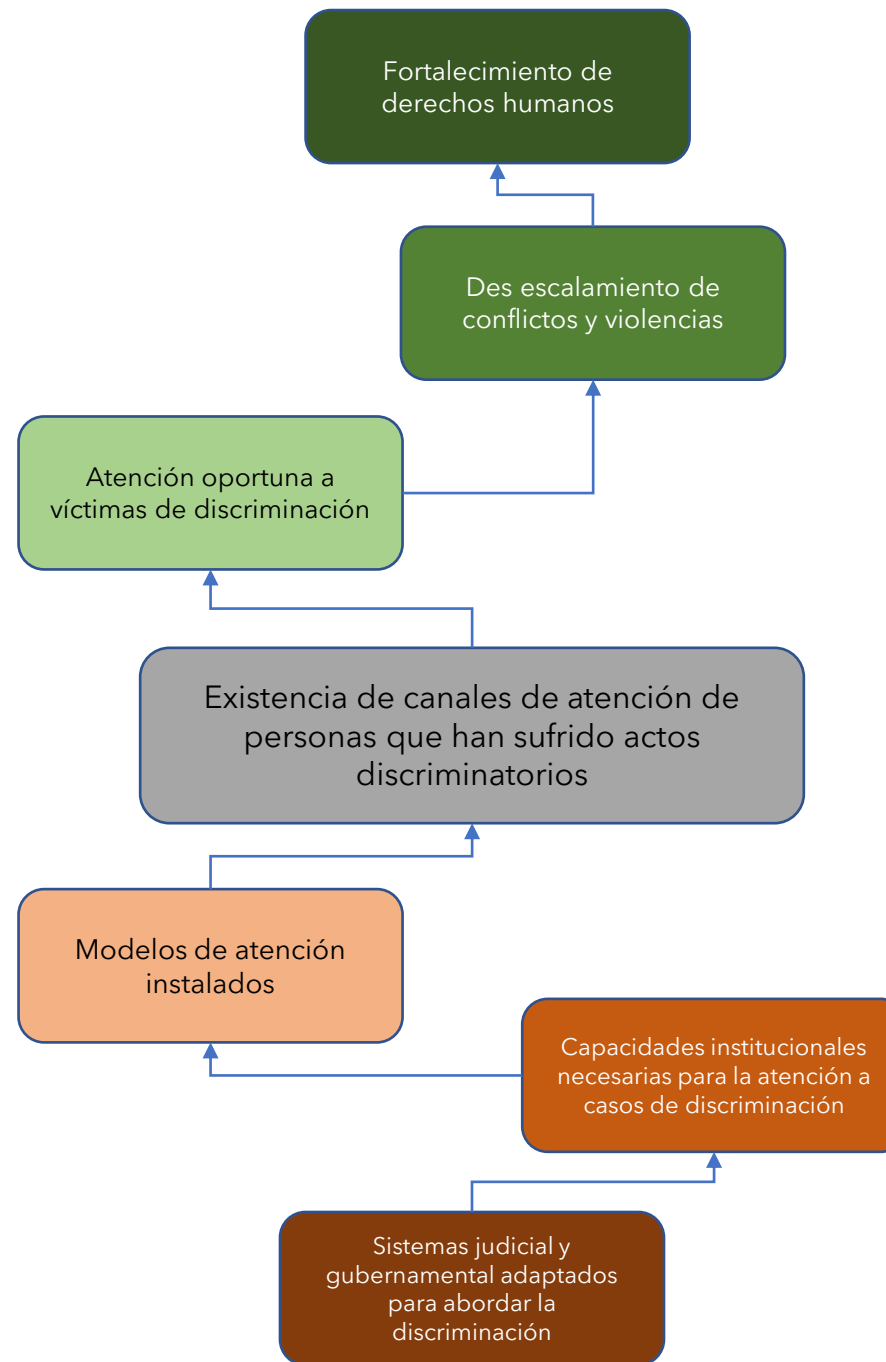 Fortalecimiento de
derechos humanos
Des escalamiento de
conflictos y violencias
Atención oportuna a
víctimas de discriminación
Existencia de canales de atención de
personas que han sufrido actos
discriminatorios
Modelos de atención
instalados
Capacidades institucionales
necesarias para la atención a
casos de discriminación
Sistemas judicial y
gubernamental adaptados
para abordar la
discriminación